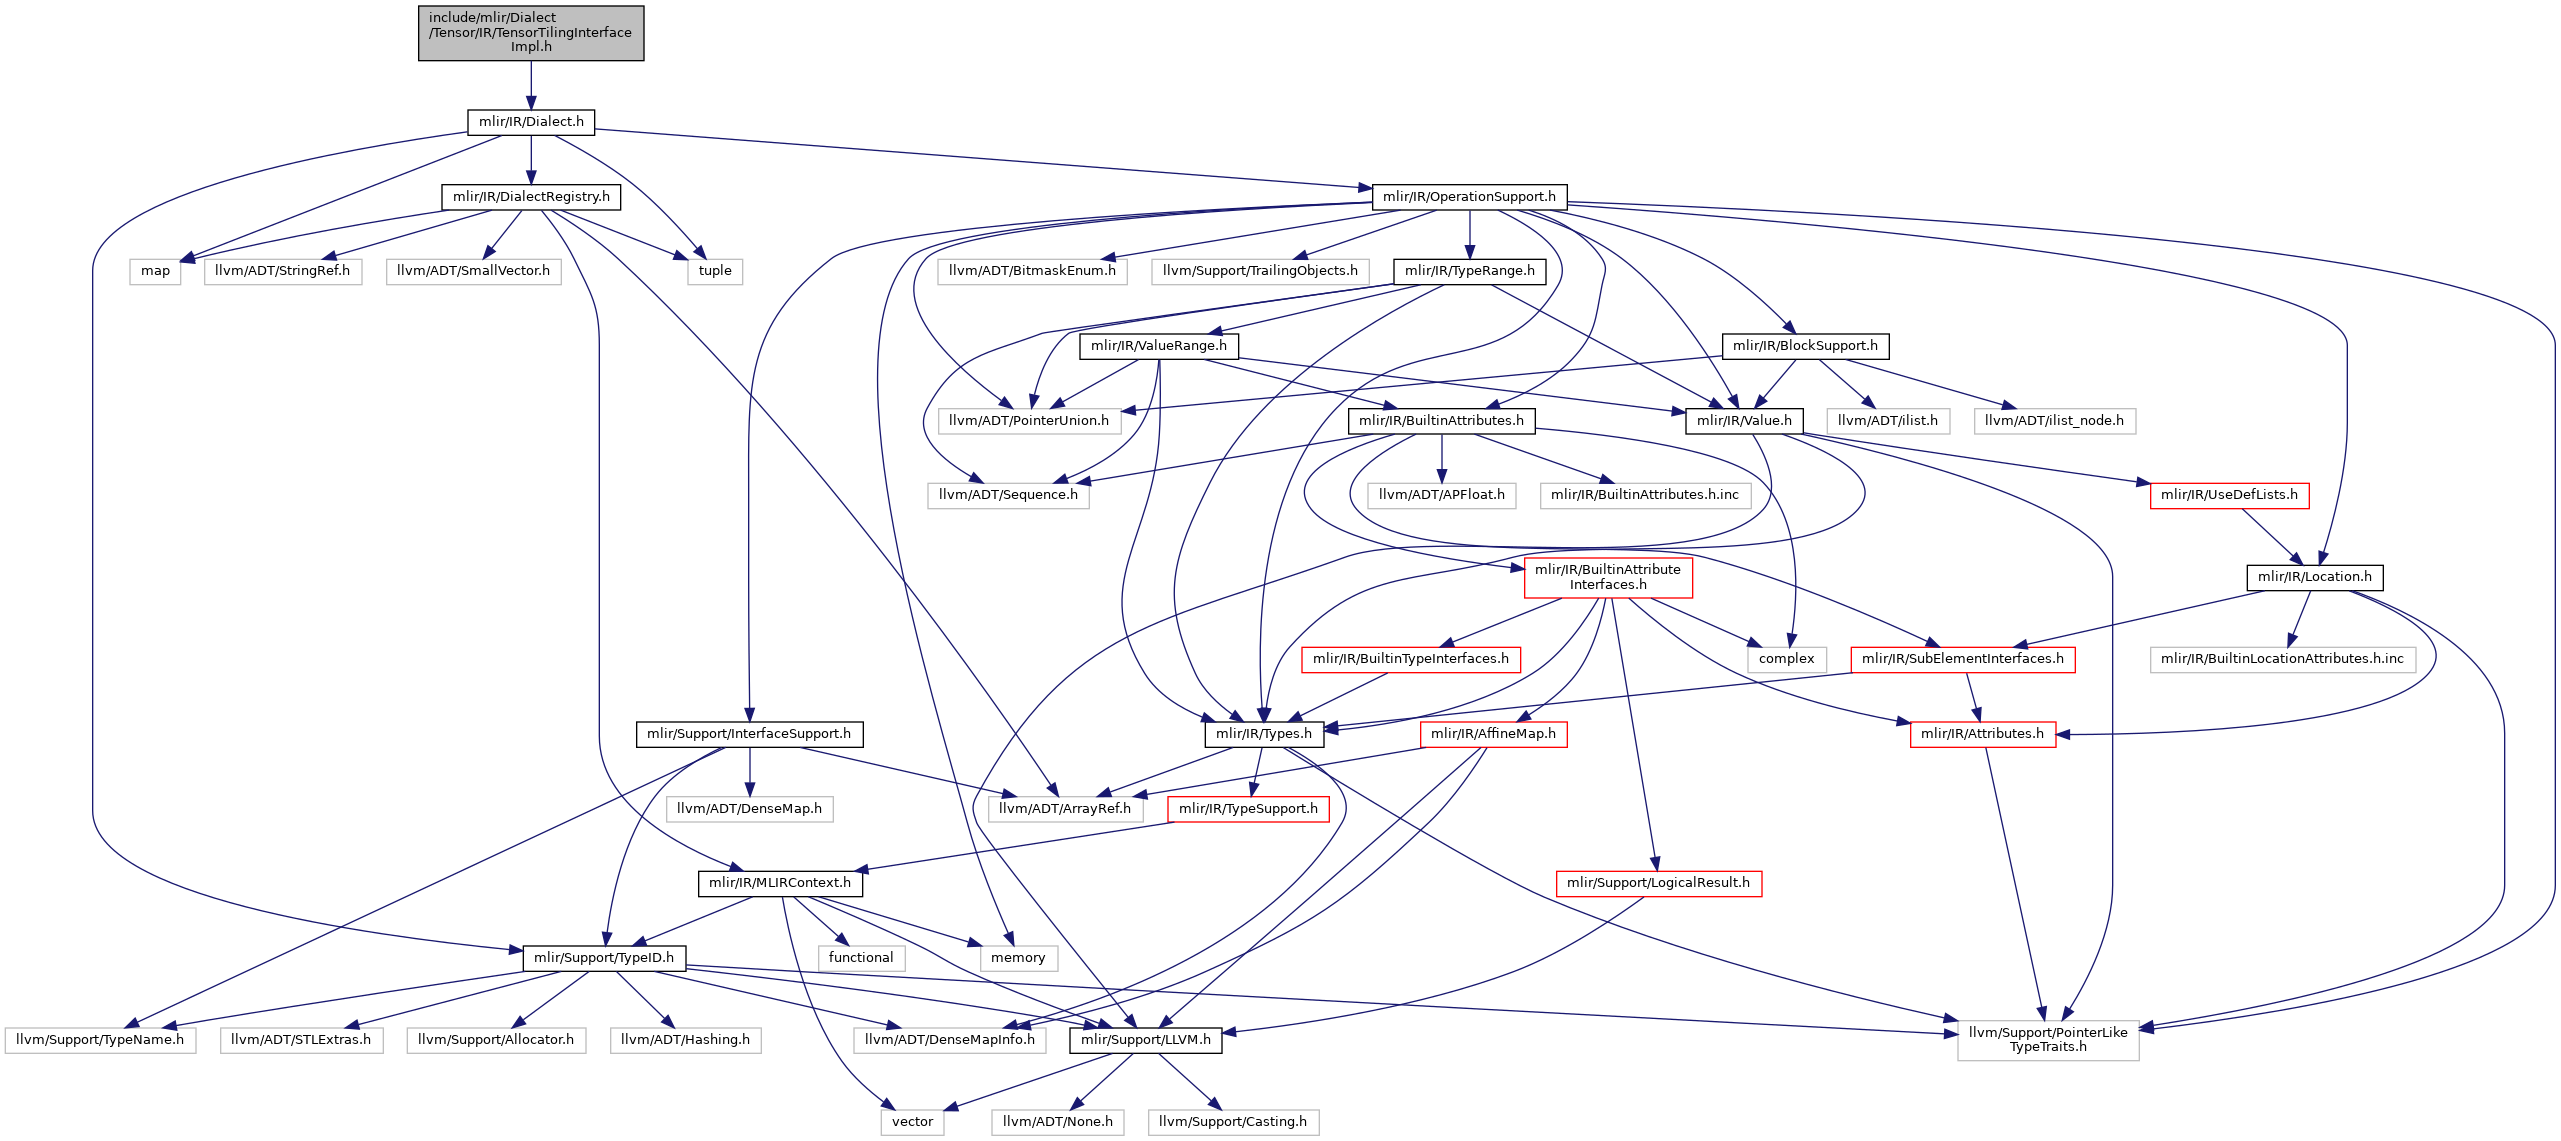 include/mlir/Dialect
/Tensor/IR/TensorTilingInterface
Impl.h
mlir/IR/Dialect.h
mlir/IR/DialectRegistry.h
mlir/IR/OperationSupport.h
map
llvm/ADT/StringRef.h
llvm/ADT/SmallVector.h
tuple
llvm/ADT/BitmaskEnum.h
llvm/Support/TrailingObjects.h
mlir/IR/TypeRange.h
mlir/IR/ValueRange.h
mlir/IR/BlockSupport.h
llvm/ADT/PointerUnion.h
mlir/IR/BuiltinAttributes.h
mlir/IR/Value.h
llvm/ADT/ilist.h
llvm/ADT/ilist_node.h
llvm/ADT/Sequence.h
llvm/ADT/APFloat.h
mlir/IR/BuiltinAttributes.h.inc
mlir/IR/UseDefLists.h
mlir/IR/BuiltinAttribute
Interfaces.h
mlir/IR/Location.h
mlir/IR/BuiltinTypeInterfaces.h
complex
mlir/IR/SubElementInterfaces.h
mlir/IR/BuiltinLocationAttributes.h.inc
mlir/Support/InterfaceSupport.h
mlir/IR/Types.h
mlir/IR/AffineMap.h
mlir/IR/Attributes.h
llvm/ADT/DenseMap.h
llvm/ADT/ArrayRef.h
mlir/IR/TypeSupport.h
mlir/IR/MLIRContext.h
mlir/Support/LogicalResult.h
mlir/Support/TypeID.h
functional
memory
llvm/Support/TypeName.h
llvm/ADT/STLExtras.h
llvm/Support/Allocator.h
llvm/ADT/Hashing.h
llvm/ADT/DenseMapInfo.h
mlir/Support/LLVM.h
llvm/Support/PointerLike
TypeTraits.h
vector
llvm/ADT/None.h
llvm/Support/Casting.h